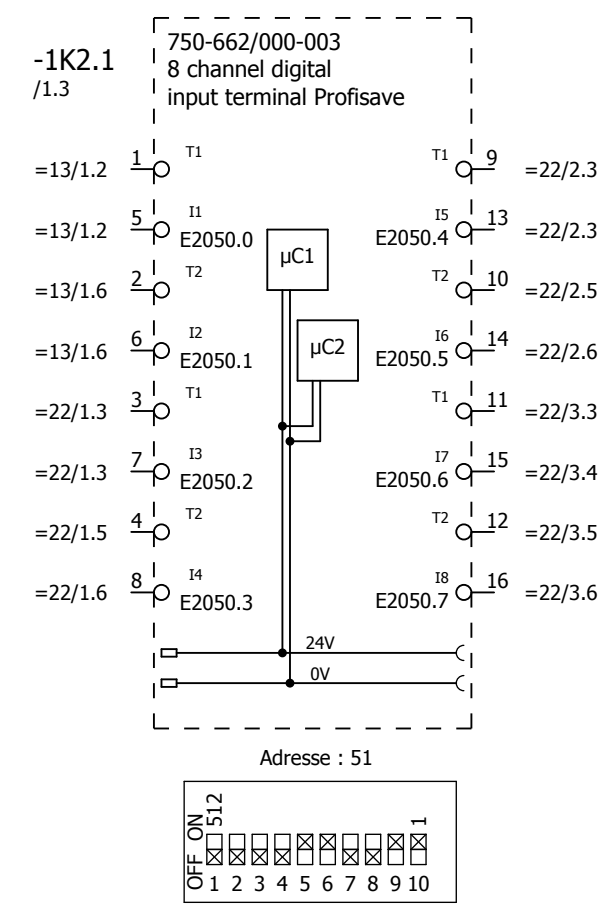 -1K2.1
/1.3
750-662/000-003
8 channel digital
input terminal Profisave
=13/1.2 1 T1 T1 9 =22/2.3
=13/1.2 5 I1 E2050.0 I5 E2050.4 13 =22/2.3
µC1
=13/1.6 2 T2 T2 10 =22/2.5
=13/1.6 6 I2 E2050.1 µC2 I6 E2050.5 14 =22/2.6
=22/1.3 3 T1 T1 11 =22/3.3
=22/1.3 7 I3 E2050.2 I7 E2050.6 15 =22/3.4
=22/1.5 4 T2 T2 12 =22/3.5
=22/1.6 8 I4 E2050.3 I8 E2050.7 16 =22/3.6
24V
0V
Adresse : 51
OFF ON
512 1
1 2 3 4 5 6 7 8 9 10